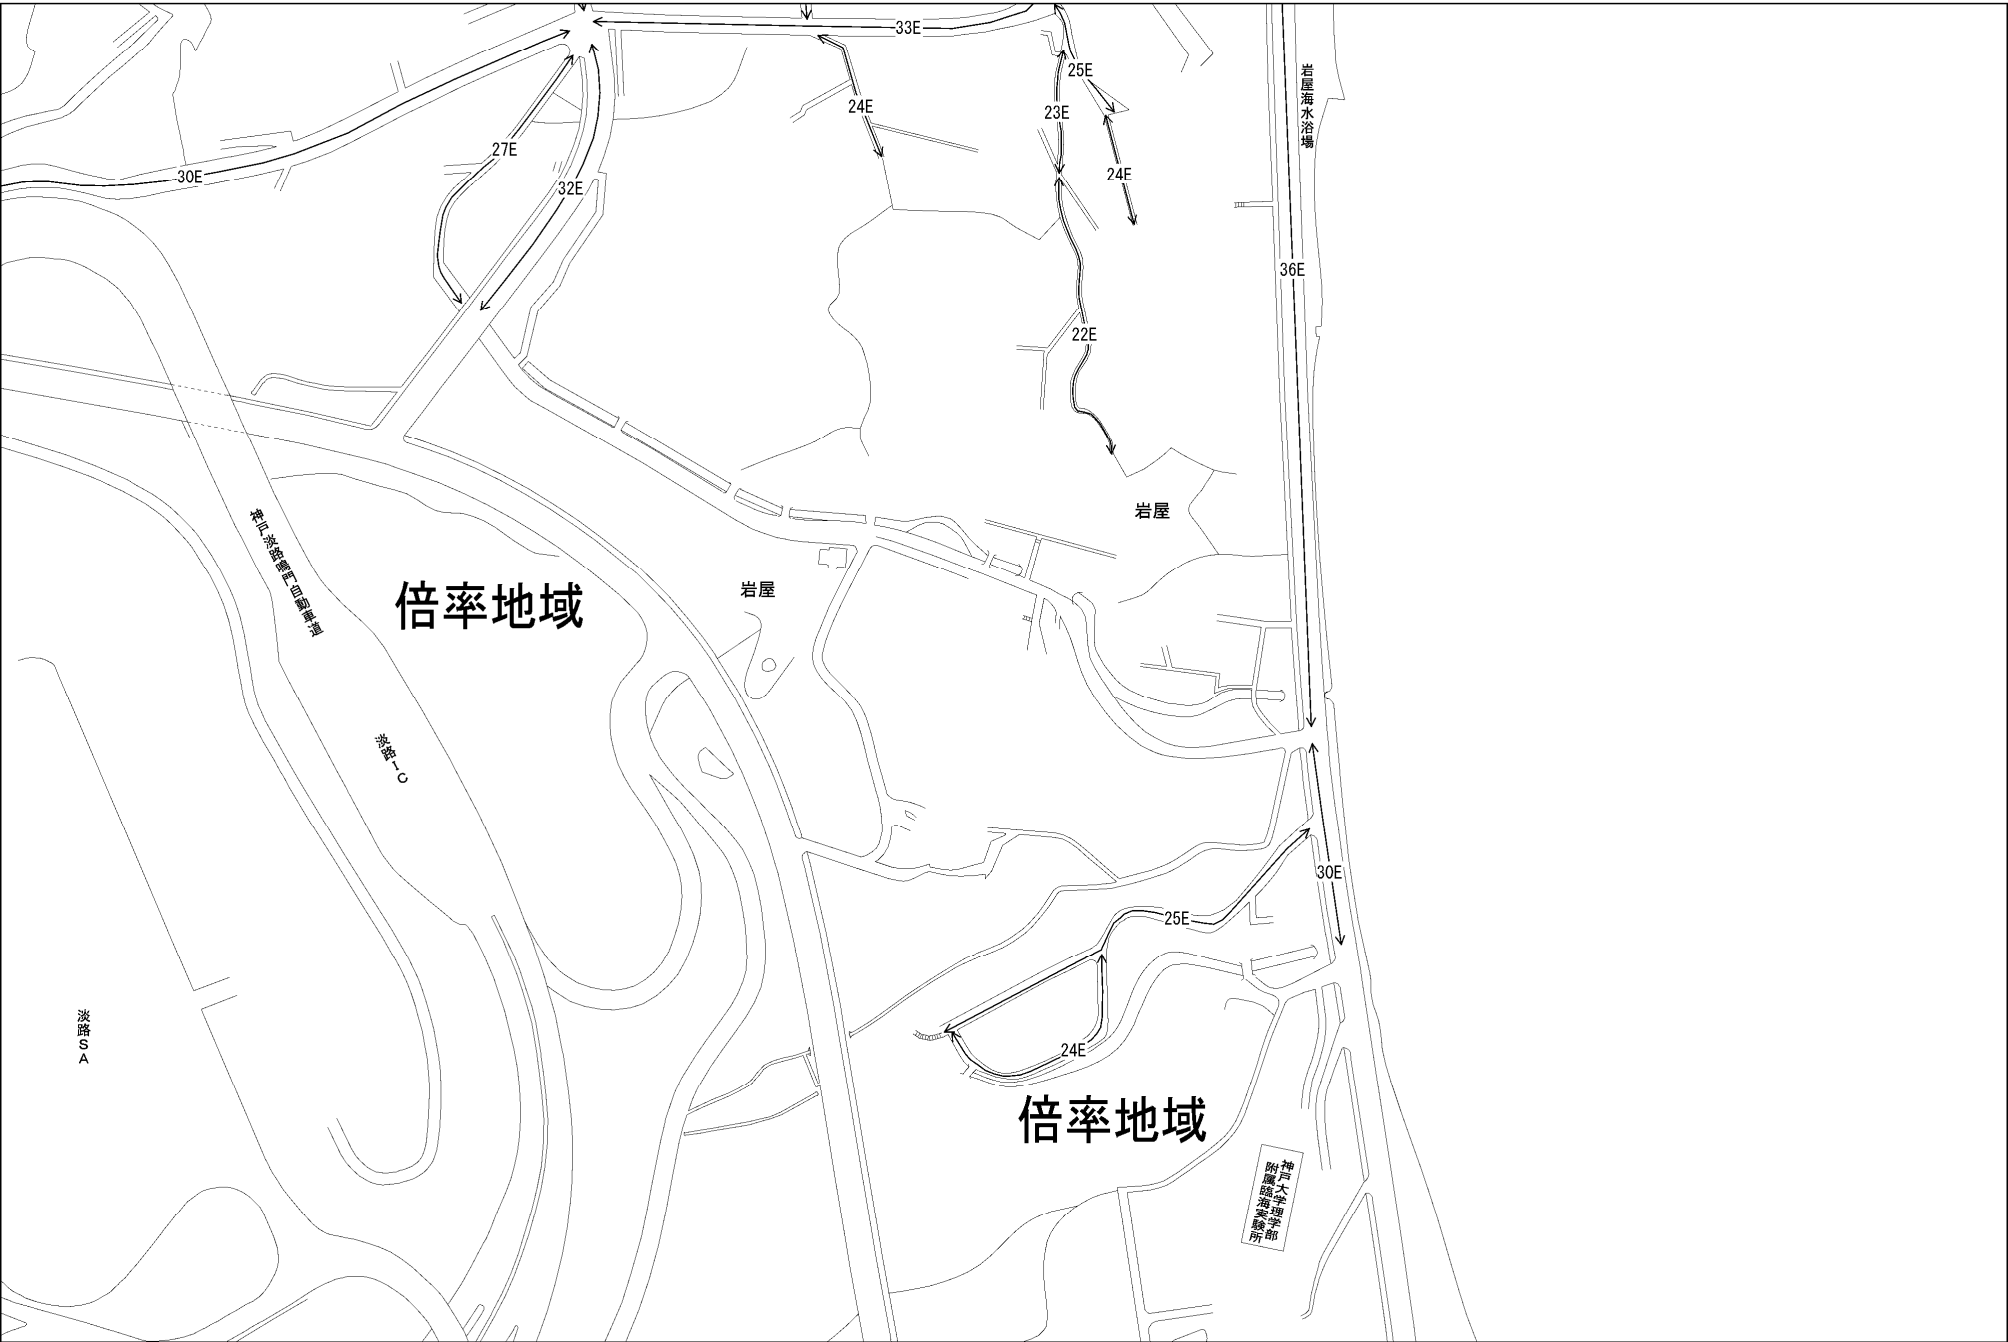 33E
25E
24E
23E
27E
30E
32E
24E
岩屋海水浴場
36E
22E
岩屋
神戸淡路鳴門自動車道
倍率地域
岩屋
淡路IC
30E
25E
淡路SA
24E
倍率地域
神戸大学理学部
附属臨海実験所